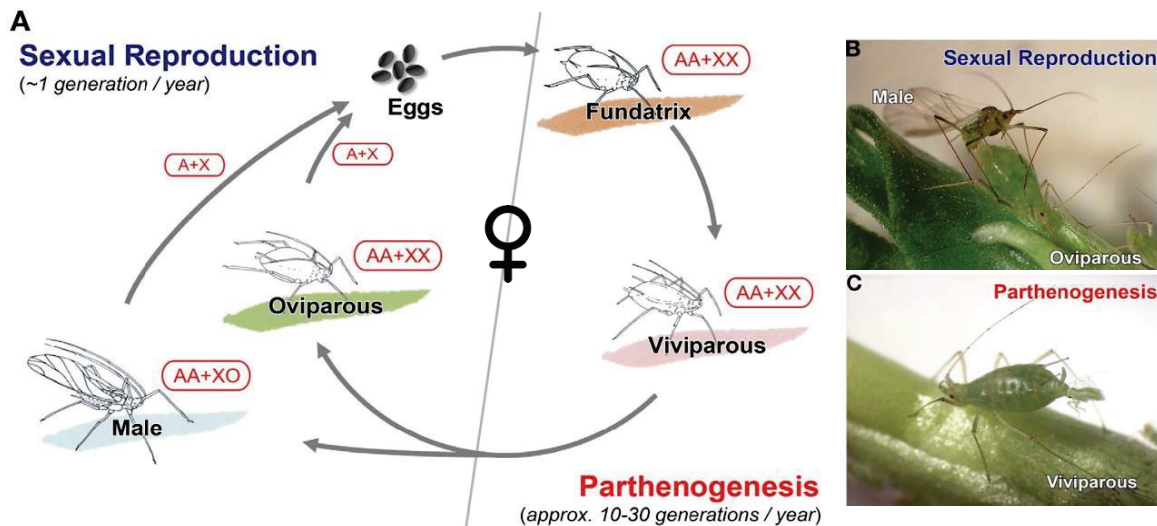 A
Sexual Reproduction
(~1 generation / year)
Eggs
AA+XX
Fundatrix
A+X
A+X
AA+XX
Oviparous
AA+XX
Viviparous
AA+XO
Male
Parthenogenesis
(approx. 10-30 generations / year)
B
Sexual Reproduction
Male
Oviparous
C
Parthenogenesis
Viviparous